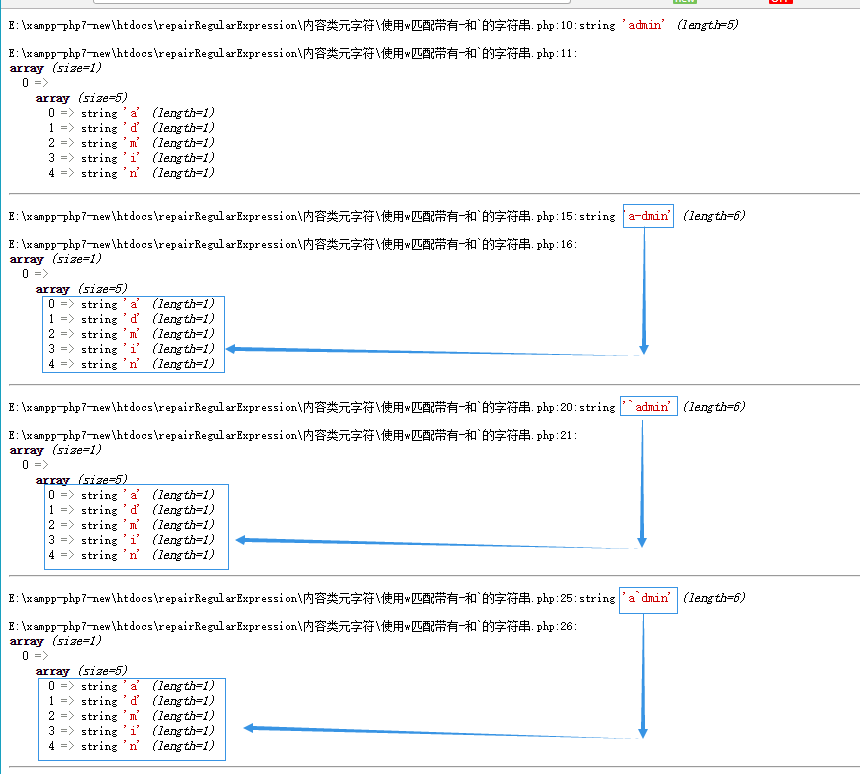 E:\xampp-php7-new\htdocs\repairRegularExpression\内容类元字符\使用w匹配带有-和`的字符串.php:10:string 'admin' (length=5)
E:\xampp-php7-new\htdocs\repairRegularExpression\内容类元字符\使用w匹配带有-和`的字符串.php:11:
array (size=1)
0 =>
array (size=5)
0 => string 'a' (length=1)
1 => string 'd' (length=1)
2 => string 'm' (length=1)
3 => string 'i' (length=1)
4 => string 'n' (length=1)
E:\xampp-php7-new\htdocs\repairRegularExpression\内容类元字符\使用w匹配带有-和`的字符串.php:15:string 'a-dmin' (length=6)
E:\xampp-php7-new\htdocs\repairRegularExpression\内容类元字符\使用w匹配带有-和`的字符串.php:16:
array (size=1)
0 =>
array (size=5)
0 => string 'a' (length=1)
1 => string 'd' (length=1)
2 => string 'm' (length=1)
3 => string 'i' (length=1)
4 => string 'n' (length=1)
E:\xampp-php7-new\htdocs\repairRegularExpression\内容类元字符\使用w匹配带有-和`的字符串.php:20:string '`admin' (length=6)
E:\xampp-php7-new\htdocs\repairRegularExpression\内容类元字符\使用w匹配带有-和`的字符串.php:21:
array (size=1)
0 =>
array (size=5)
0 => string 'a' (length=1)
1 => string 'd' (length=1)
2 => string 'm' (length=1)
3 => string 'i' (length=1)
4 => string 'n' (length=1)
E:\xampp-php7-new\htdocs\repairRegularExpression\内容类元字符\使用w匹配带有-和`的字符串.php:25:string 'a`dmin' (length=6)
E:\xampp-php7-new\htdocs\repairRegularExpression\内容类元字符\使用w匹配带有-和`的字符串.php:26:
array (size=1)
0 =>
array (size=5)
0 => string 'a' (length=1)
1 => string 'd' (length=1)
2 => string 'm' (length=1)
3 => string 'i' (length=1)
4 => string 'n' (length=1)